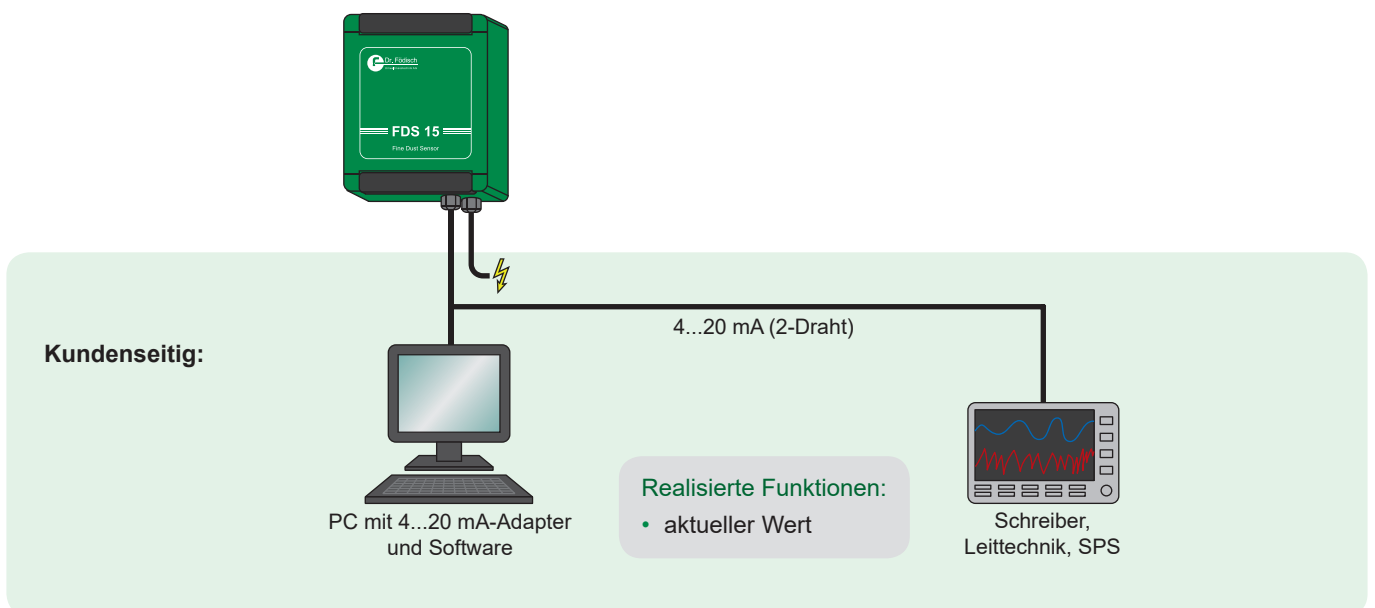 Dr. Födisch
FDS 15
Fine Dust Sensor
4...20 mA (2-Draht)
Kundenseitig:
PC mit 4...20 mA-Adapter
und Software
Realisierte Funktionen:
• aktueller Wert
Schreiber,
Leittechnik, SPS